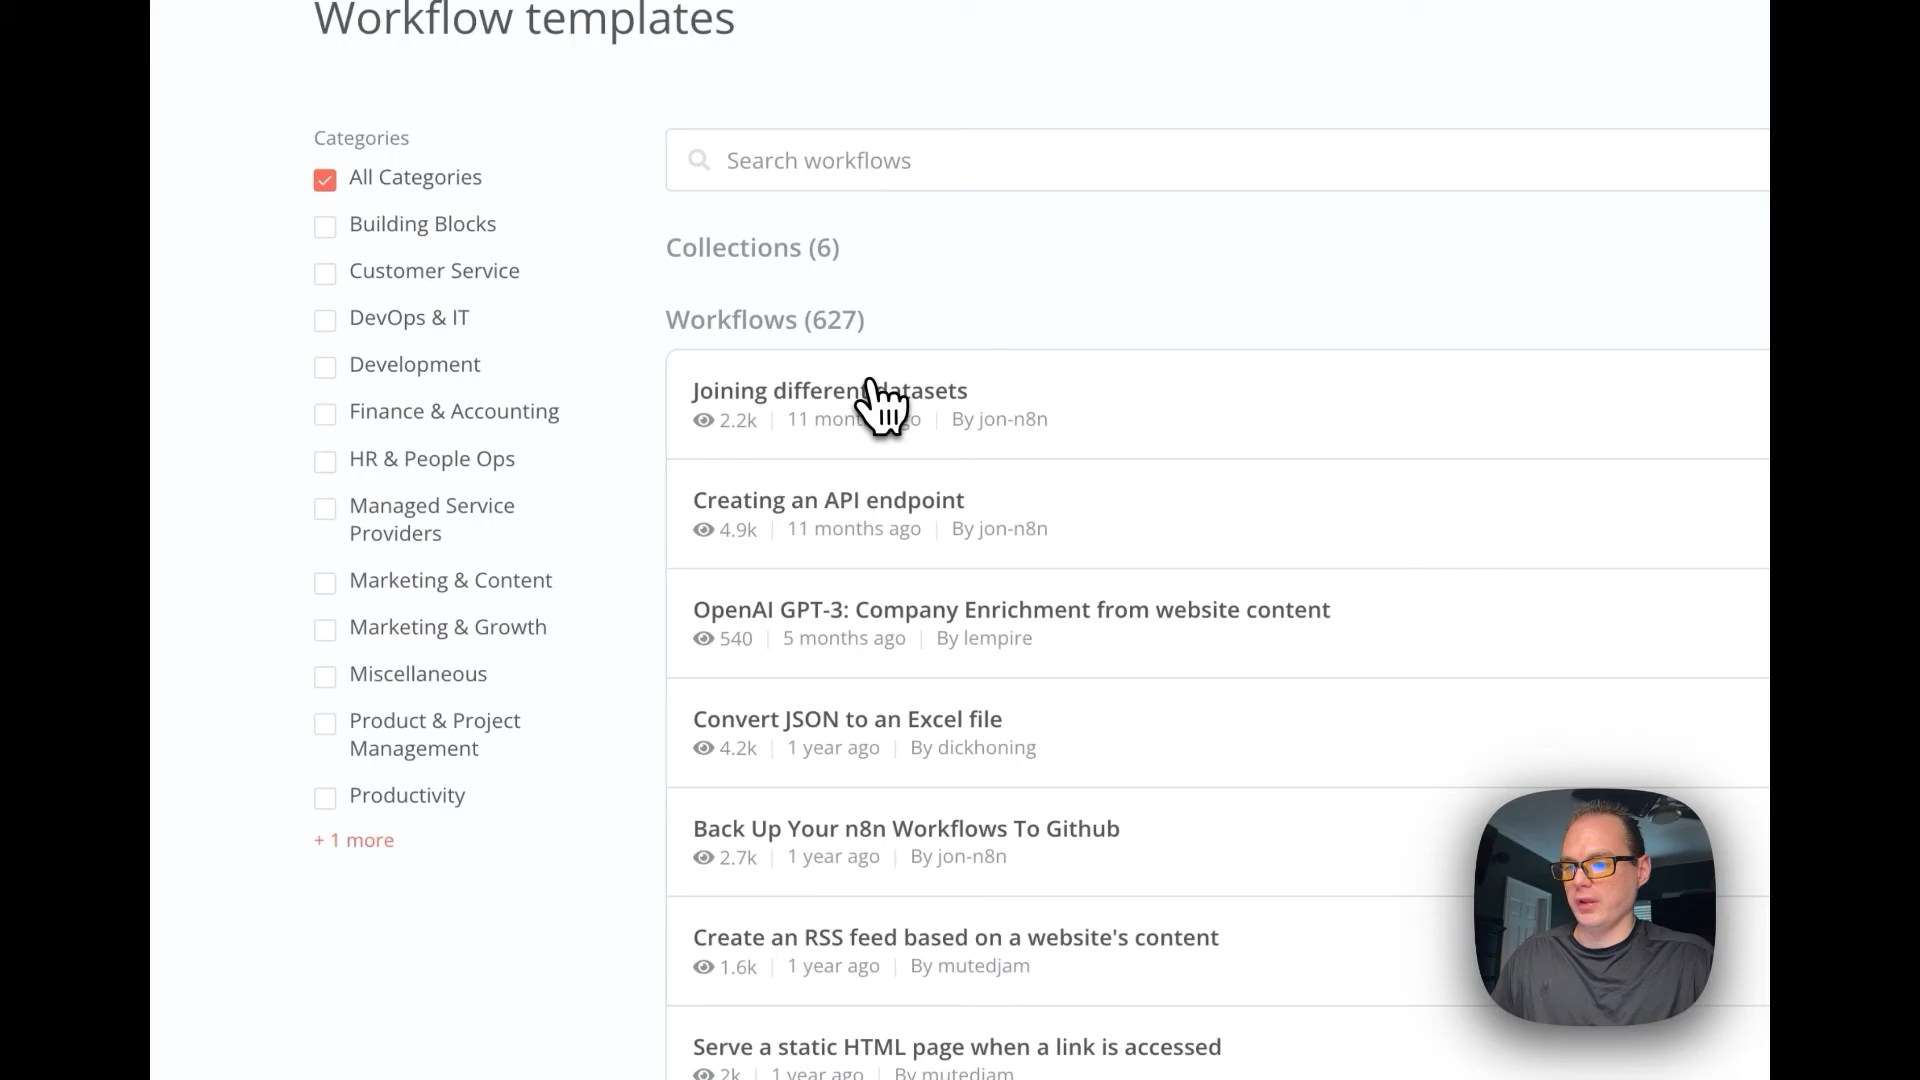 Workflow templates
Categories
All Categories
Building Blocks
Customer Service
DevOps & IT
Development
Finance & Accounting
HR & People Ops
Managed Service
Providers
Marketing & Content
Marketing & Growth
Miscellaneous
Product & Project
Management
Productivity
+ 1 more
Search workflows
Collections (6)
Workflows (627)
Joining different datasets
2.2k | 11 months ago | By jon-n8n
Creating an API endpoint
4.9k | 11 months ago | By jon-n8n
OpenAI GPT-3: Company Enrichment from website content
540 | 5 months ago | By lempire
Convert JSON to an Excel file
4.2k | 1 year ago | By dickhoning
Back Up Your n8n Workflows To Github
2.7k | 1 year ago | By jon-n8n
Create an RSS feed based on a website's content
1.6k | 1 year ago | By mutedjam
Serve a static HTML page when a link is accessed
2k | 1 year ago | By mutedjam